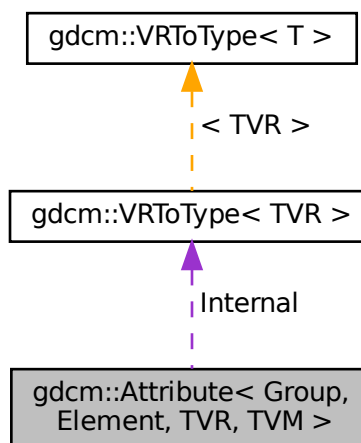 gdcm::VRToType< T >
< TVR >
gdcm::VRToType< TVR >
Internal
gdcm::Attribute< Group,
Element, TVR, TVM >